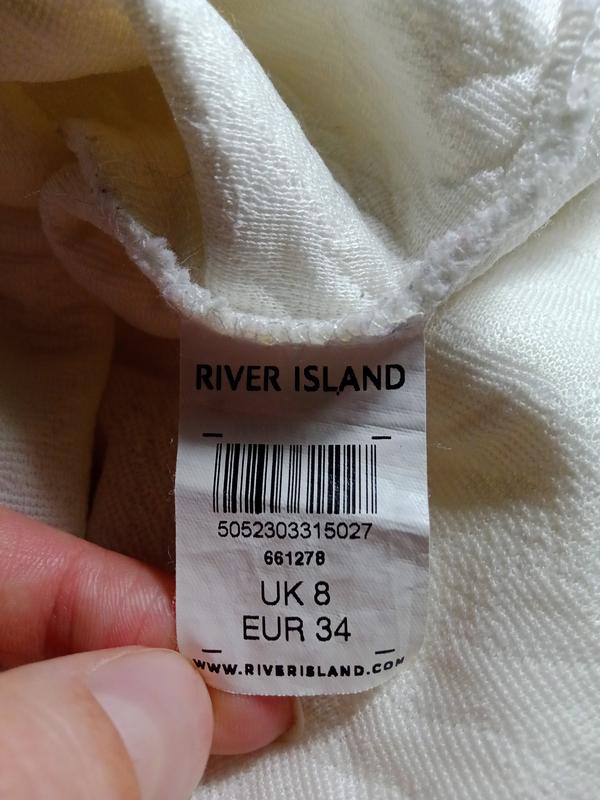 RIVER ISLAND
5052303315027
661278
UK 8
EUR 34
WWW.RIVERISLAND.COM